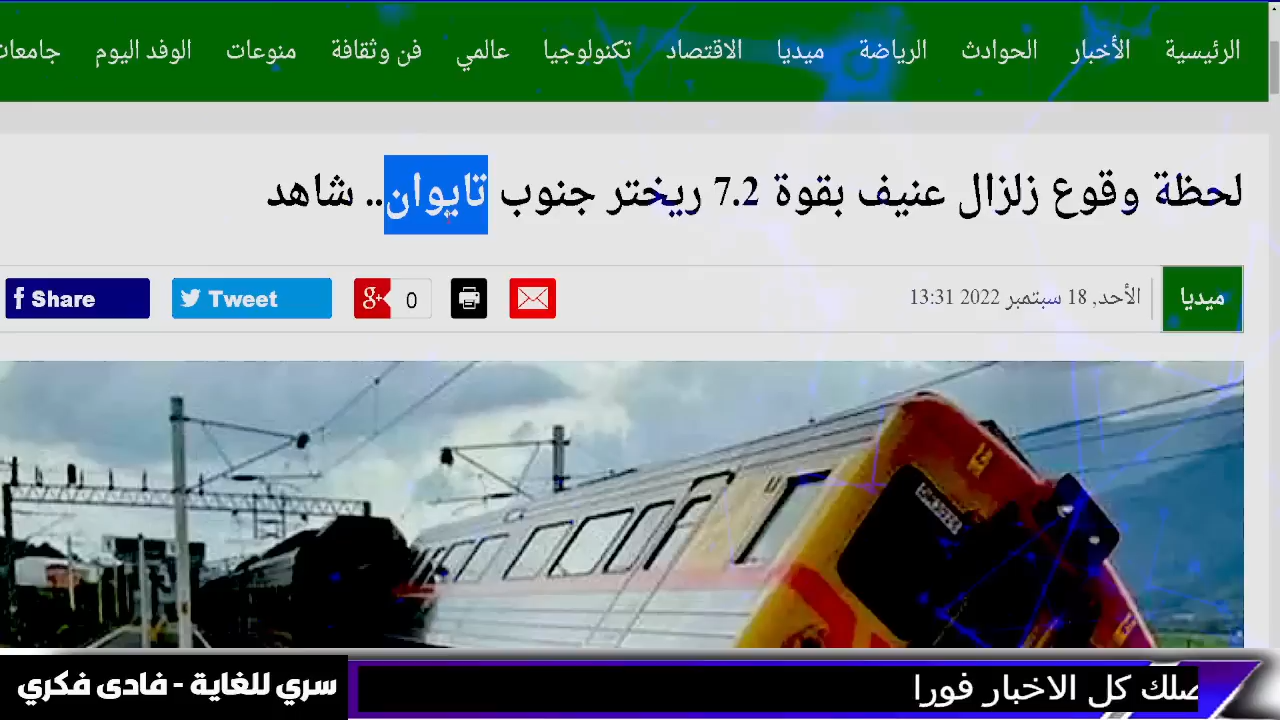 الرئيسية الأخبار الحوادث الرياضة ميديا الاقتصاد تكنولوجيا عالمي فن وثقافة منوعات الوفد اليوم جامعات
لحظة وقوع زلزال عنيف بقوة 7.2 ريختر جنوب تايوان.. شاهد
ميديا الأحد, 18 سبتمبر 2022 13:31
f Share Tweet g+ 0
كل الاخبار فورا
سري للغاية - فادى فكري